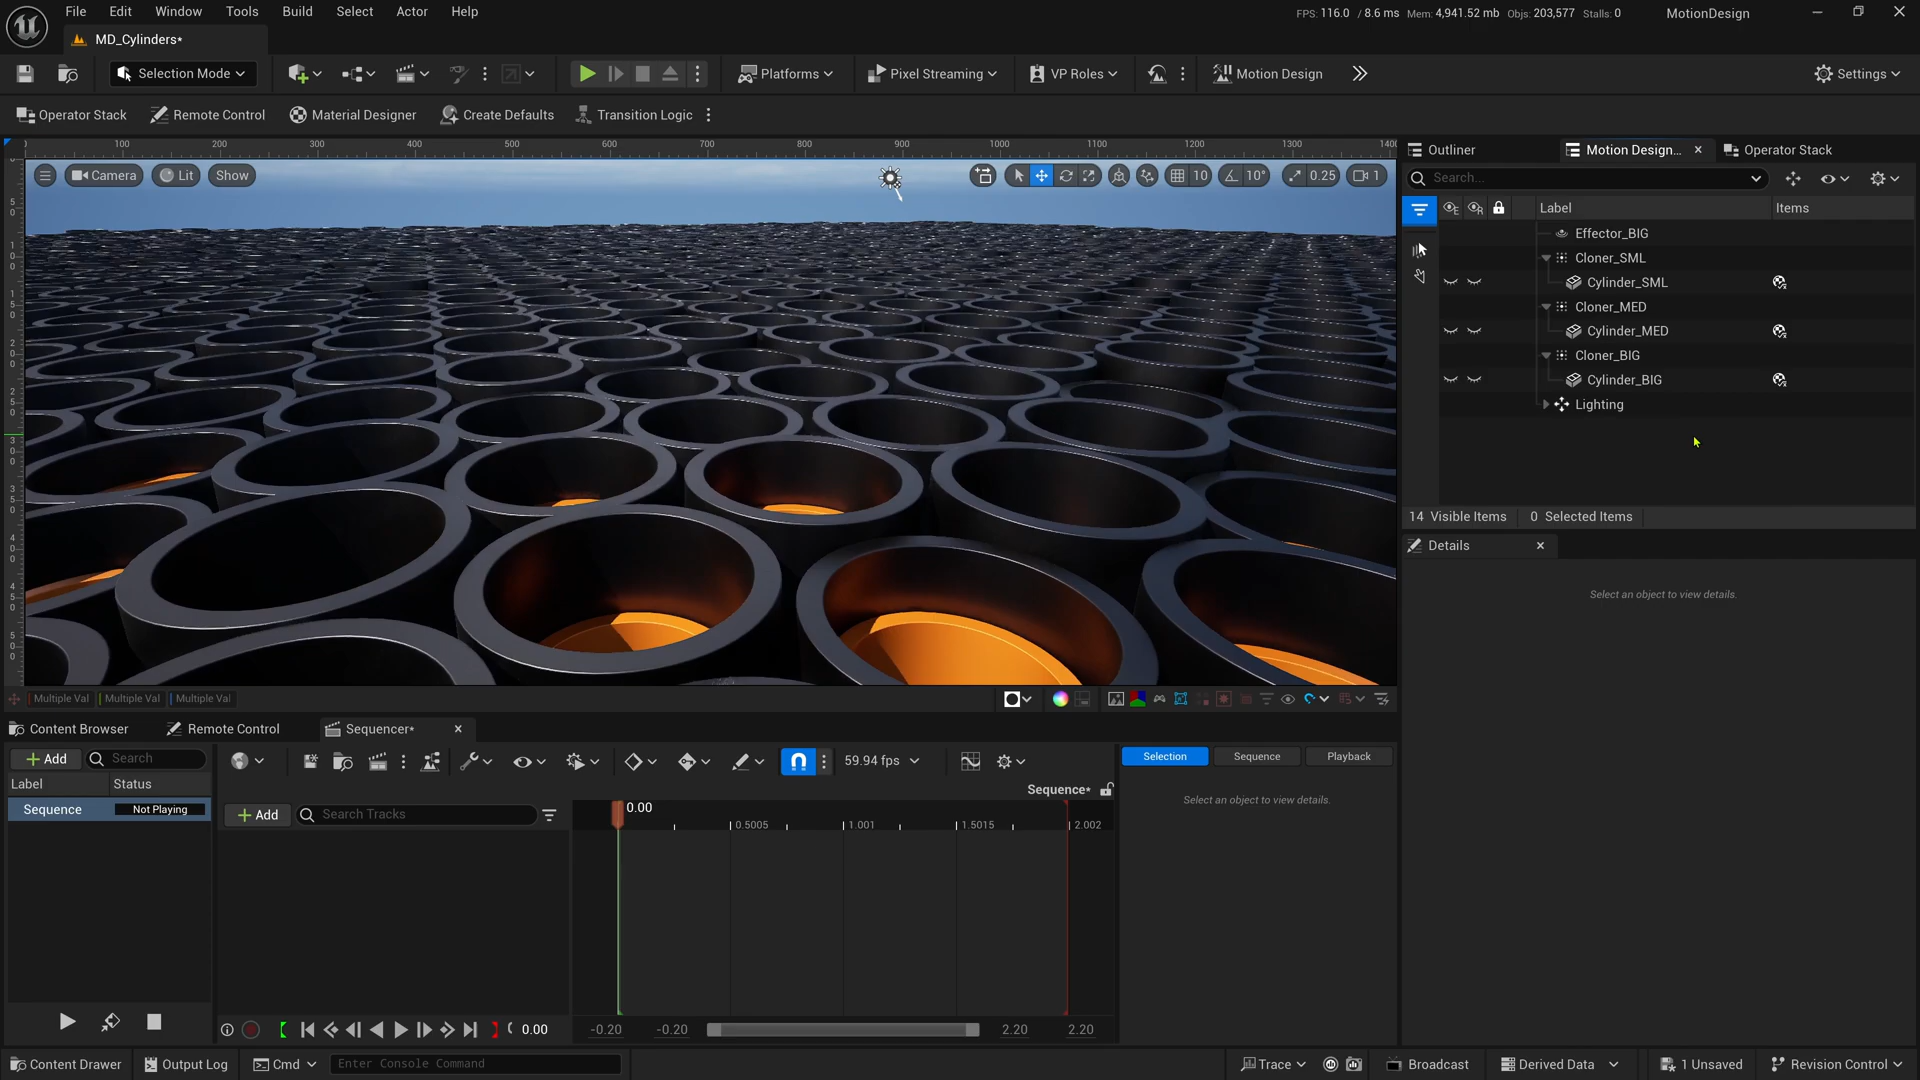 File Edit Window Tools Build Select Actor Help
FPS: 116.0 / 8.6 ms Mem: 4,941.52 mb Objs: 203,577 Stalls: 0 MotionDesign
MD_Cylinders*
Selection Mode Platforms Pixel Streaming VP Roles Motion Design Settings
Operator Stack Remote Control Material Designer Create Defaults Transition Logic
100 200 300 400 500 600 700 800 900 1000 1100 1200 1300 1400
Camera Lit Show 10 10° 0.25 1
Outliner Motion Design... Operator Stack
Search...
Label Items
Effector_BIG
Cloner_SML
Cylinder_SML
Cloner_MED
Cylinder_MED
Cloner_BIG
Cylinder_BIG
Lighting
14 Visible Items 0 Selected Items
Details
Select an object to view details.
Multiple Val Multiple Val Multiple Val
Content Browser Remote Control Sequencer*
Add Search 59.94 fps Selection Sequence Playback
Label Status
Sequence* Select an object to view details.
Sequence Not Playing
Add Search Tracks 0.00
0.5005 1.001 1.5015 2.002
0.00 -0.20 -0.20 2.20 2.20
Content Drawer Output Log Cmd Enter Console Command Trace Broadcast Derived Data 1 Unsaved Revision Control